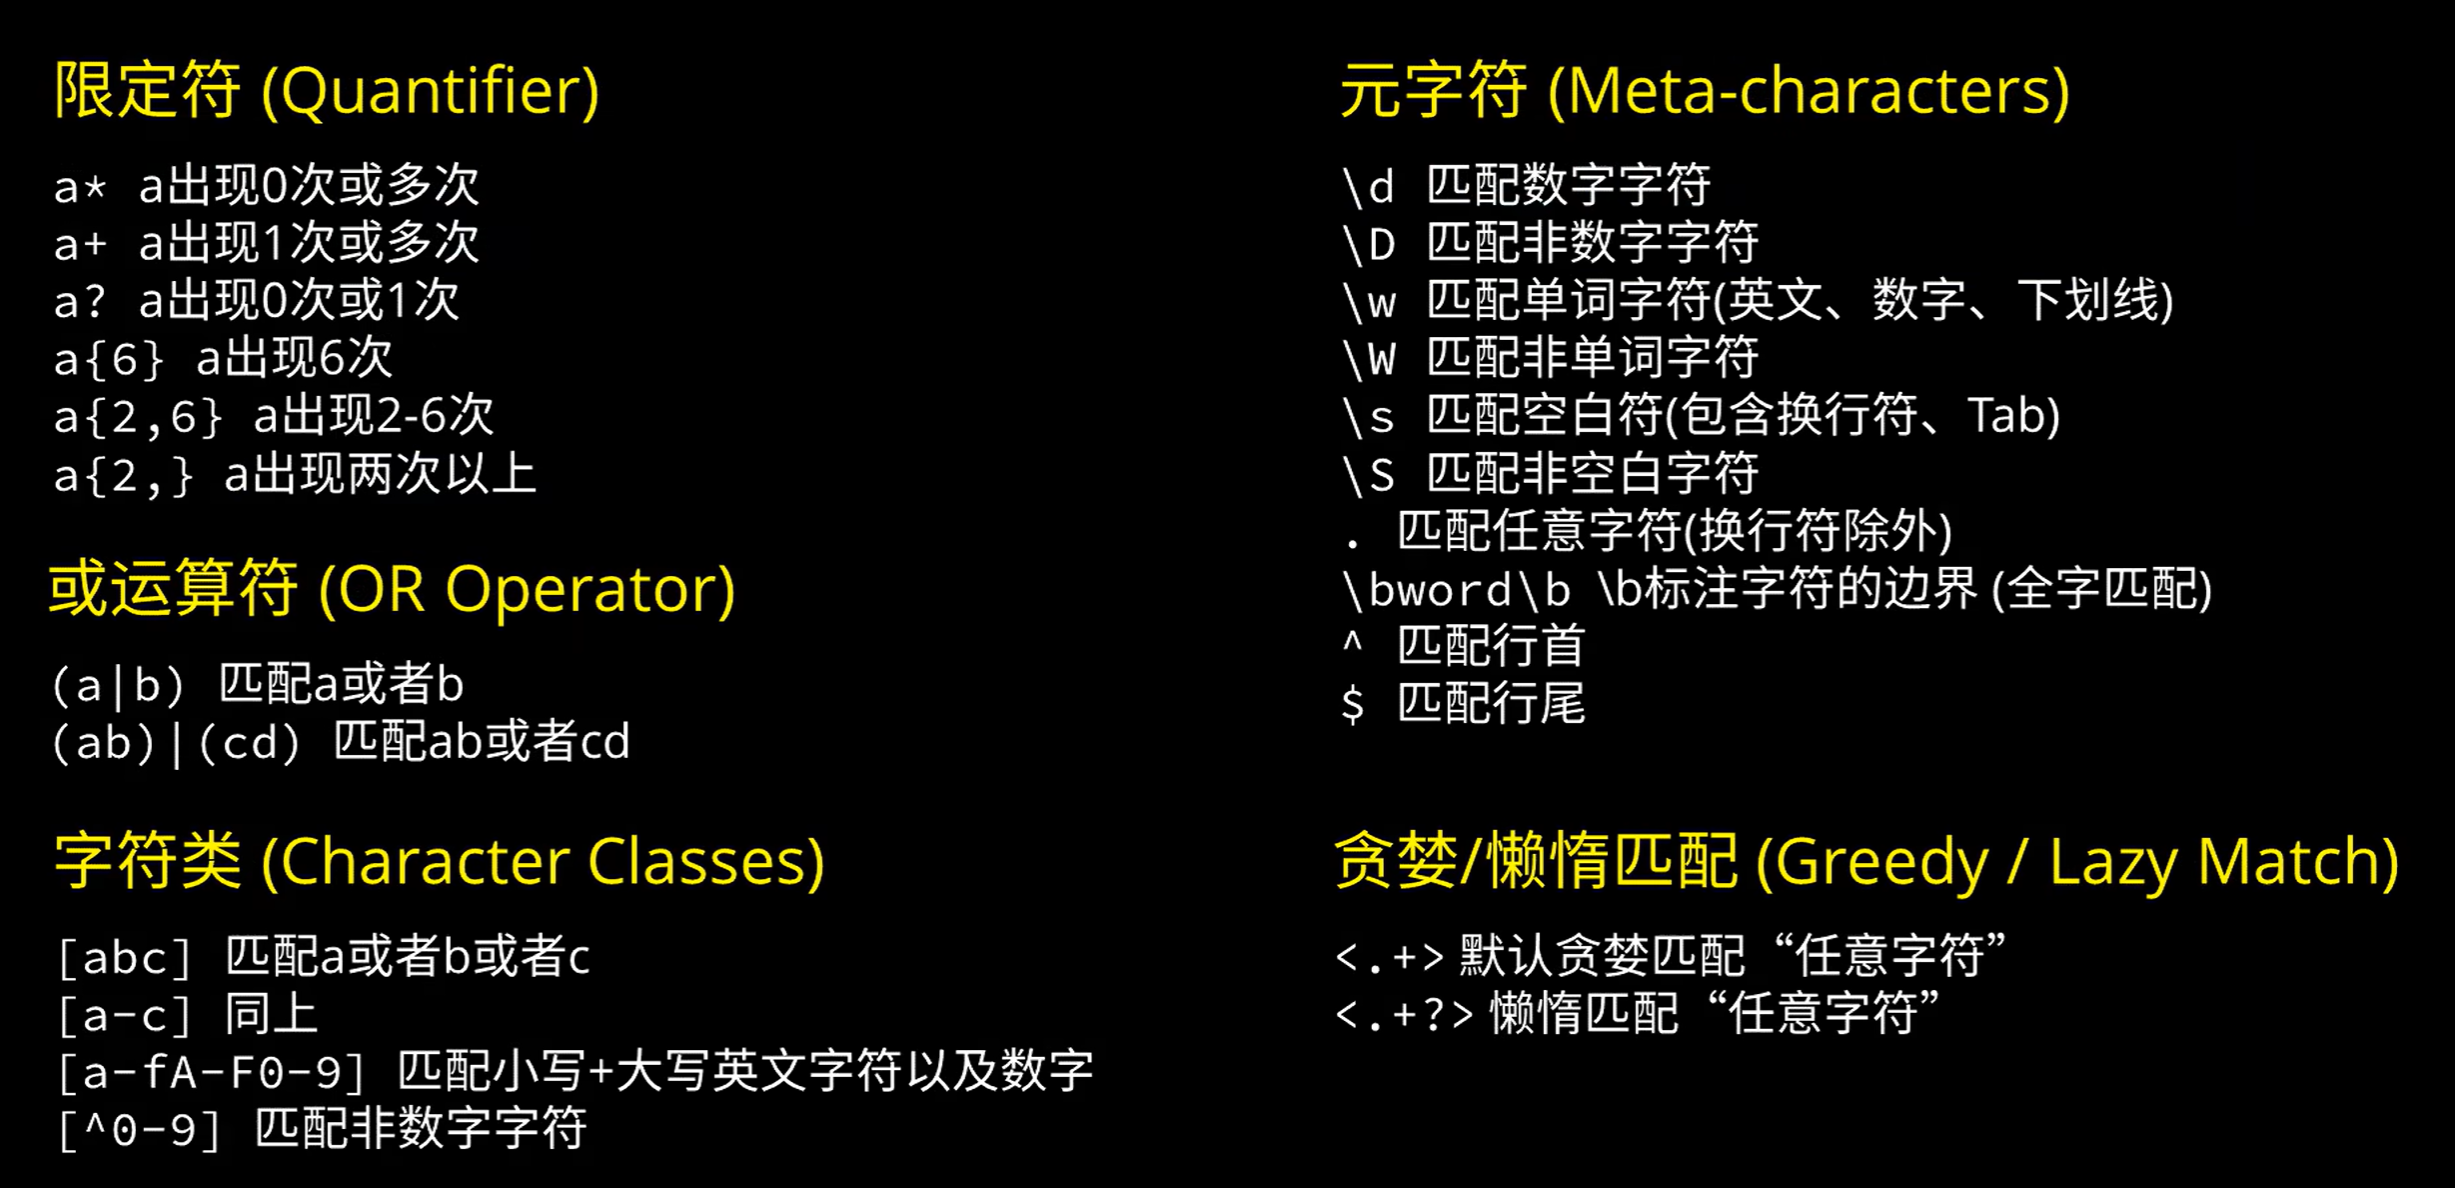 限定符 (Quantifier)
a* a出现0次或多次
a+ a出现1次或多次
a? a出现0次或1次
a{6} a出现6次
a{2,6} a出现2-6次
a{2,} a出现两次以上
或运算符 (OR Operator)
(a|b) 匹配a或者b
(ab)|(cd) 匹配ab或者cd
字符类 (Character Classes)
[abc] 匹配a或者b或者c
[a-c] 同上
[a-fA-F0-9] 匹配小写+大写英文字符以及数字
[^0-9] 匹配非数字字符
元字符 (Meta-characters)
\d 匹配数字字符
\D 匹配非数字字符
\w 匹配单词字符(英文、数字、下划线)
\W 匹配非单词字符
\s 匹配空白符(包含换行符、Tab)
\S 匹配非空白字符
. 匹配任意字符(换行符除外)
\bword\b \b标注字符的边界 (全字匹配)
^ 匹配行首
$ 匹配行尾
贪婪/懒惰匹配 (Greedy / Lazy Match)
<.+> 默认贪婪匹配“任意字符”
<.+?> 懒惰匹配“任意字符”